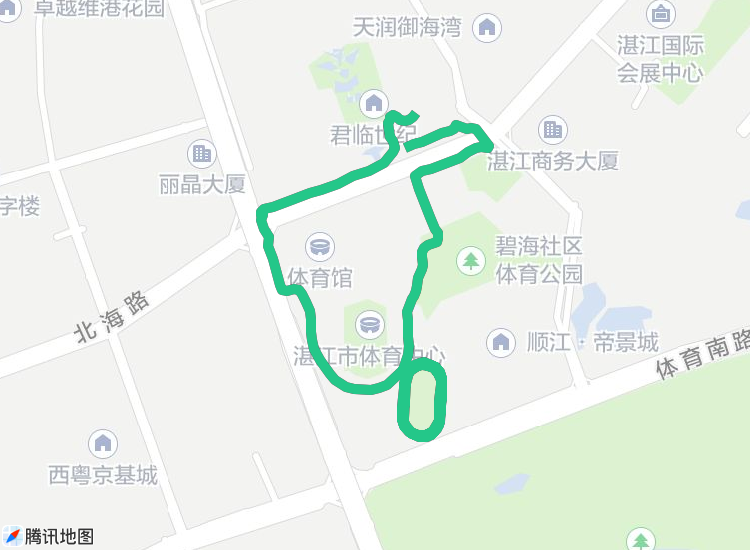 卓越维港花园
天润御海湾
湛江国际
会展中心
君临世纪
湛江商务大厦
丽晶大厦
字楼
碧海社区
体育公园
体育馆
北海路
顺江·帝景城
湛江市体育中心
体育南路
西粤京基城
腾讯地图